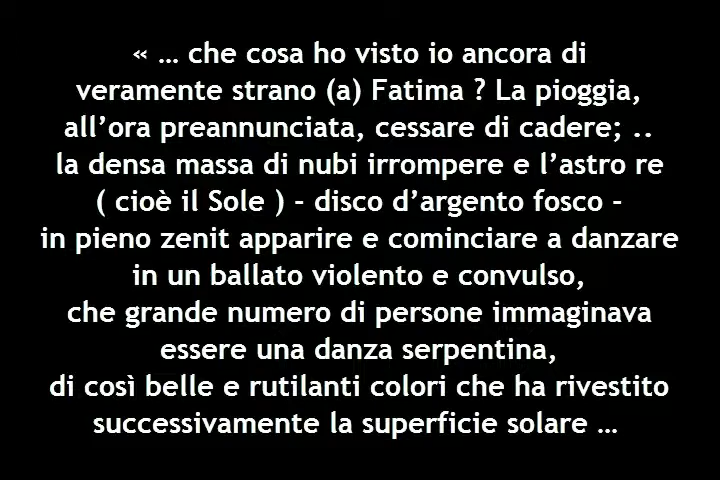 « … che cosa ho visto io ancora di
veramente strano (a) Fatima ? La pioggia,
all’ora preannunciata, cessare di cadere; ..
la densa massa di nubi irrompere e l’astro re
( cioè il Sole ) - disco d’argento fosco -
in pieno zenit apparire e cominciare a danzare
in un ballato violento e convulso,
che grande numero di persone immaginava
essere una danza serpentina,
di così belle e rutilanti colori che ha rivestito
successivamente la superficie solare …